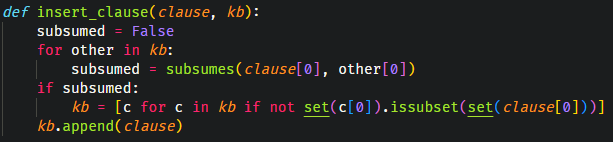 def insert_clause(clause, kb):
    subsumed = False
    for other in kb:
        subsumed = subsumes(clause[0], other[0])
    if subsumed:
        kb = [c for c in kb if not set(c[0]).issubset(set(clause[0]))]
    kb.append(clause)